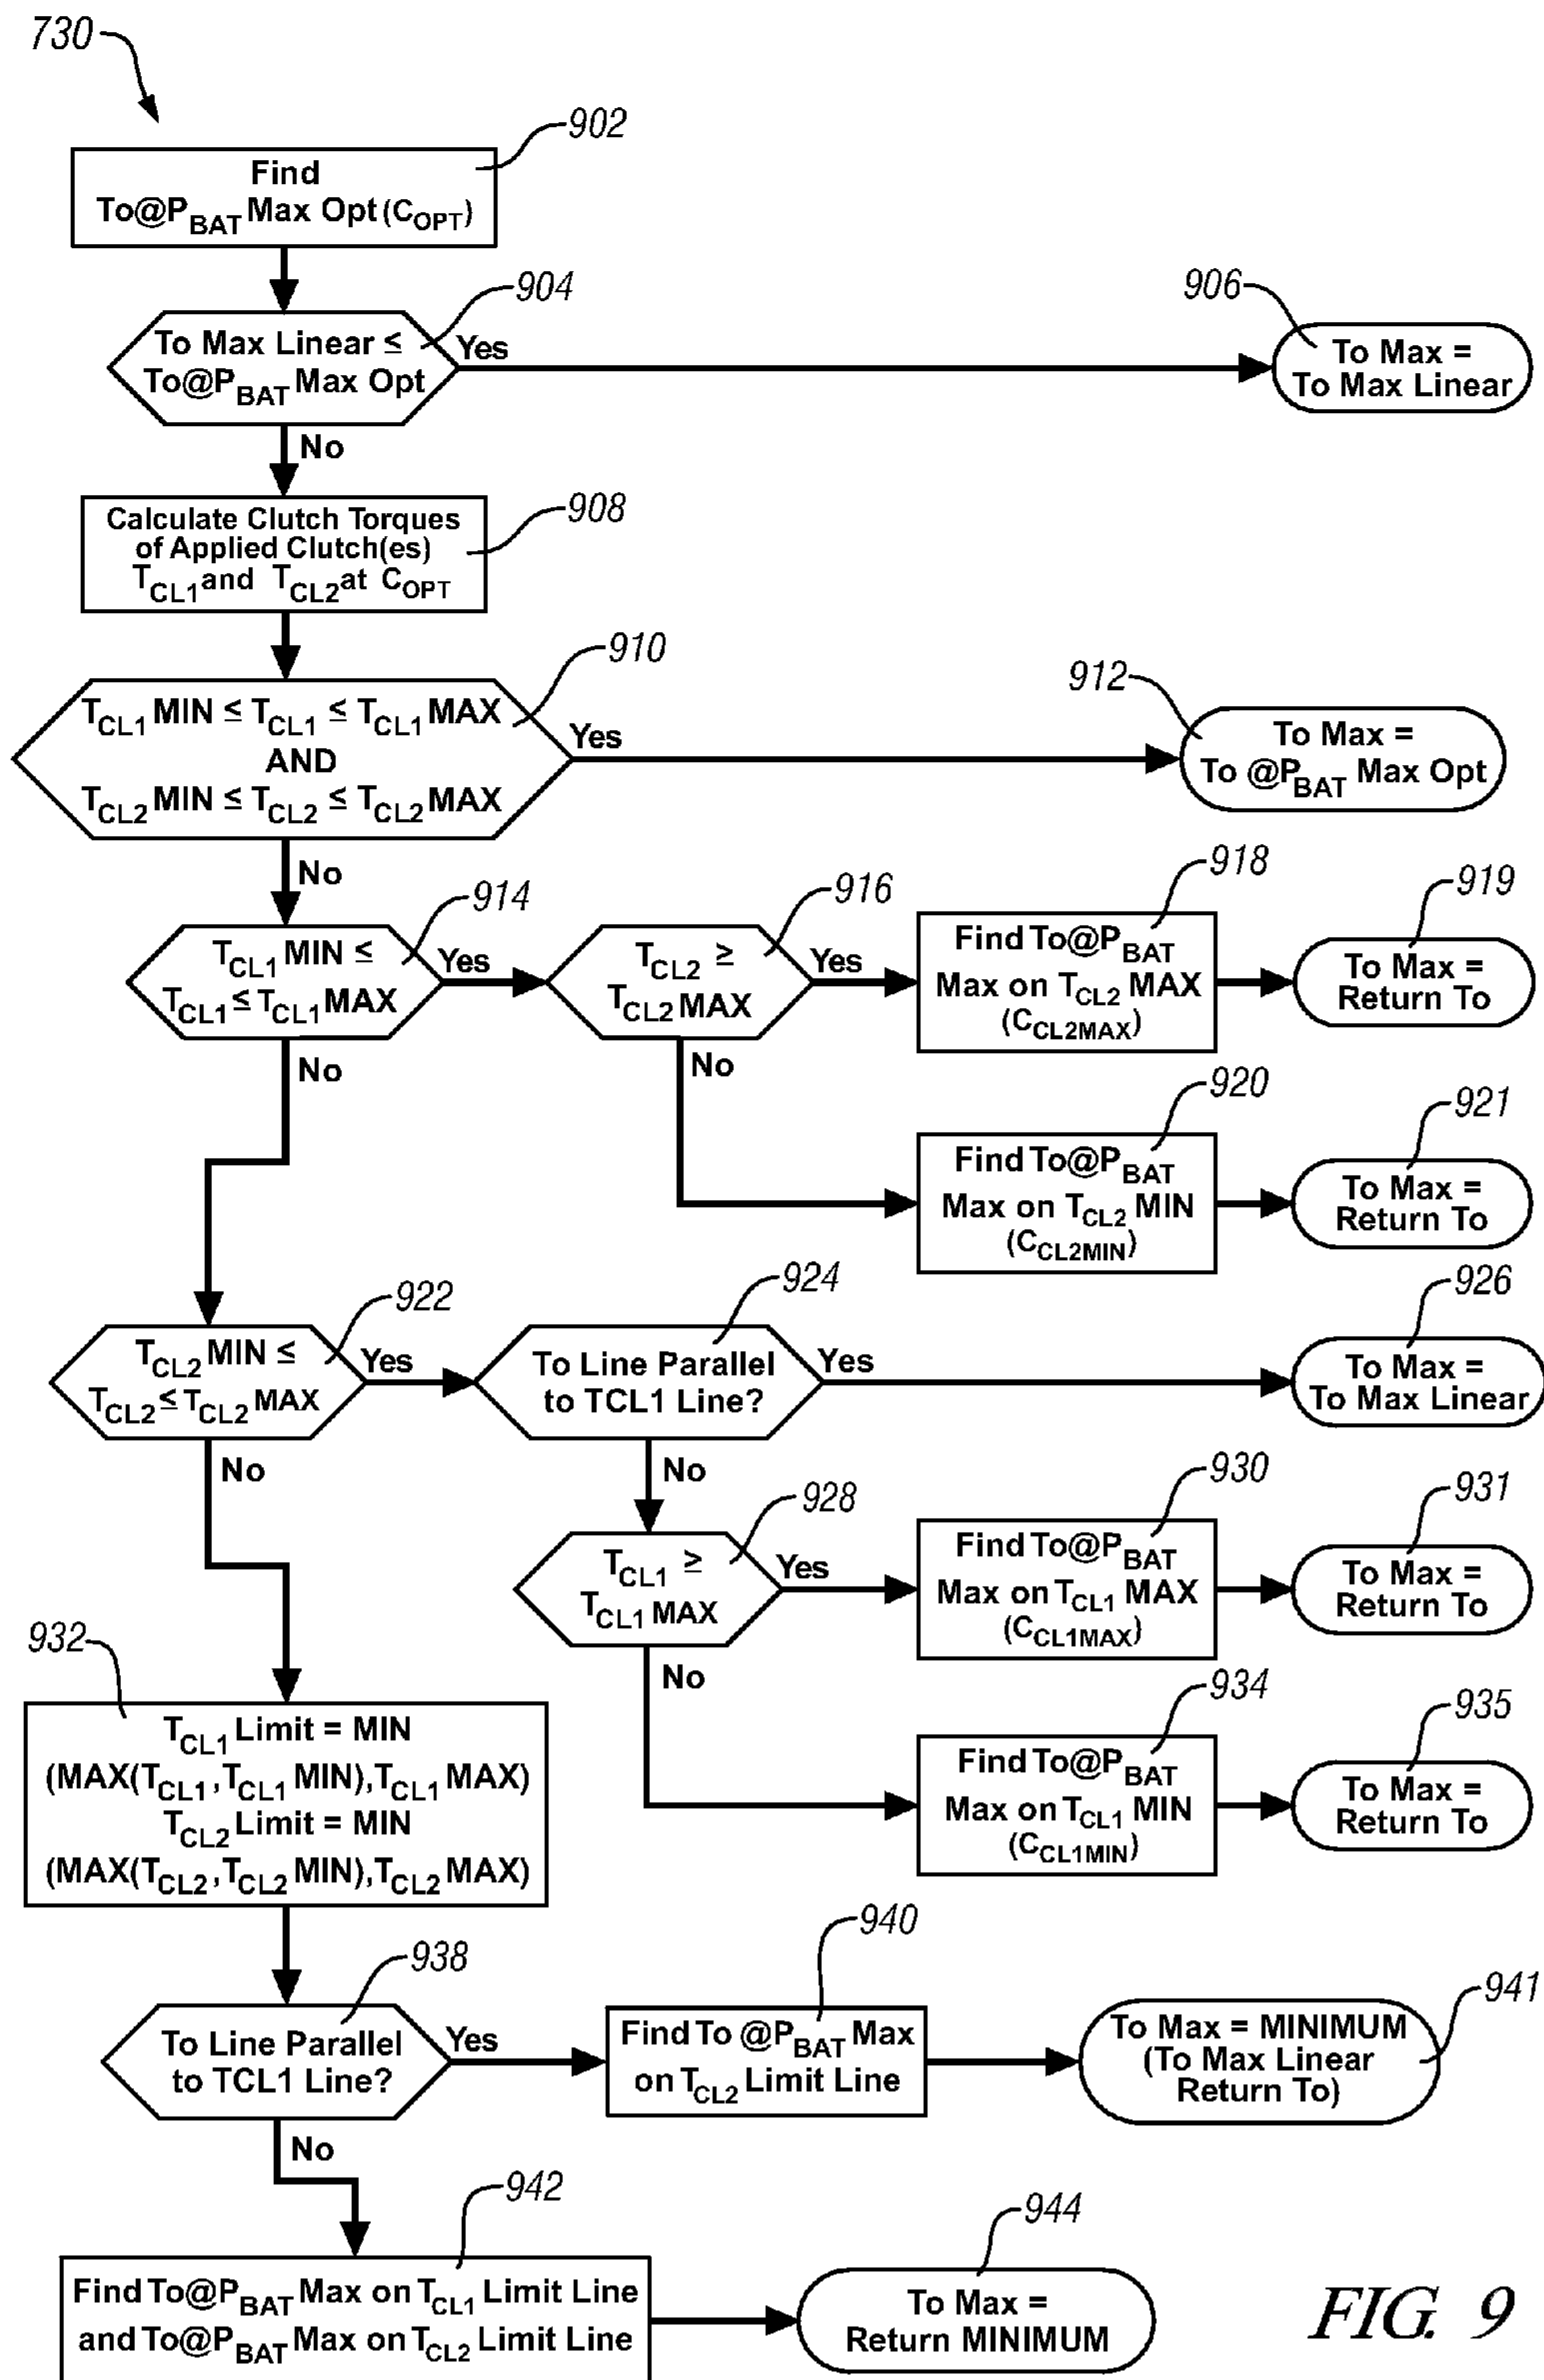 730
902
Find
To@PBAT Max Opt (COPT)
904
To Max Linear ≤
To@PBAT Max Opt
Yes
906
To Max =
To Max Linear
No
908
Calculate Clutch Torques
of Applied Clutch(es)
TCL1 and TCL2 at COPT
910
TCL1 MIN ≤ TCL1 ≤ TCL1 MAX
AND
TCL2 MIN ≤ TCL2 ≤ TCL2 MAX
Yes
912
To Max =
To @PBAT Max Opt
No
914
TCL1 MIN ≤
TCL1 ≤ TCL1 MAX
Yes
916
TCL2 ≥
TCL2 MAX
Yes
918
Find To@PBAT
Max on TCL2 MAX
(CCL2MAX)
919
To Max =
Return To
No
No
920
Find To@PBAT
Max on TCL2 MIN
(CCL2MIN)
921
To Max =
Return To
922
TCL2 MIN ≤
TCL2 ≤ TCL2 MAX
Yes
924
To Line Parallel
to TCL1 Line?
Yes
926
To Max =
To Max Linear
No
No
928
TCL1 ≥
TCL1 MAX
Yes
930
Find To@PBAT
Max on TCL1 MAX
(CCL1MAX)
931
To Max =
Return To
No
934
Find To@PBAT
Max on TCL1 MIN
(CCL1MIN)
935
To Max =
Return To
932
TCL1 Limit = MIN
(MAX(TCL1,TCL1 MIN),TCL1 MAX)
TCL2 Limit = MIN
(MAX(TCL2,TCL2 MIN),TCL2 MAX)
938
To Line Parallel
to TCL1 Line?
Yes
940
Find To @PBAT Max
on TCL2 Limit Line
941
To Max = MINIMUM
(To Max Linear
Return To)
No
942
Find To@PBAT Max on TCL1 Limit Line
and To@PBAT Max on TCL2 Limit Line
944
To Max =
Return MINIMUM
FIG. 9